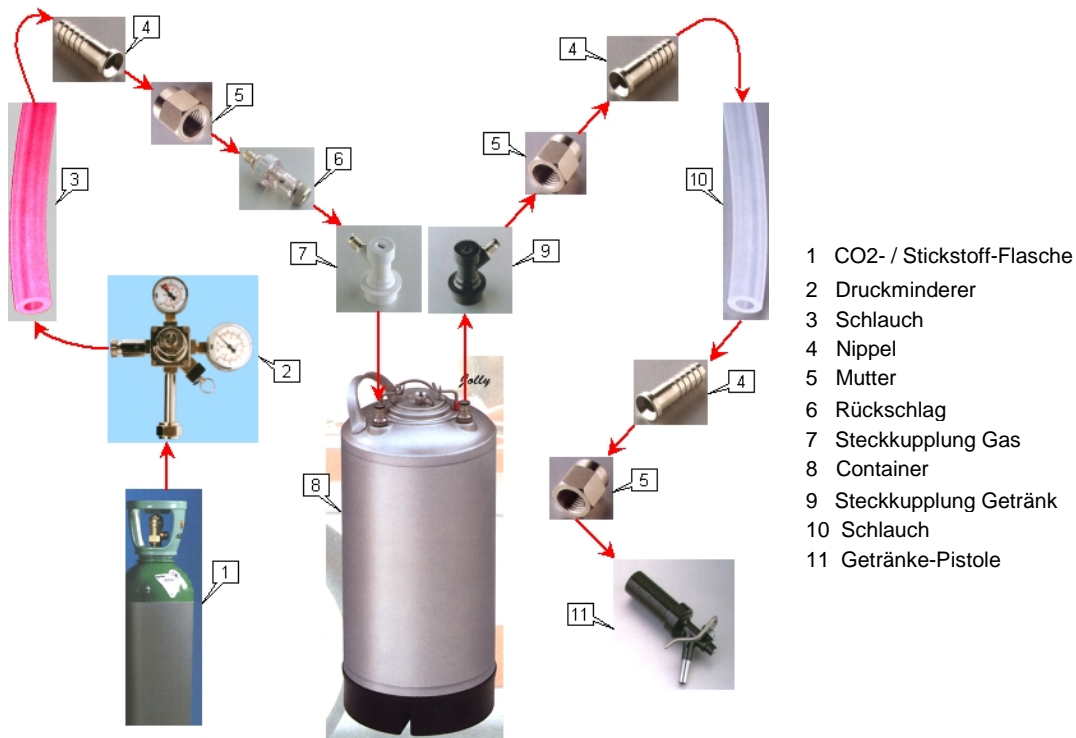 4
5
6
3
7
9
5
4
10
2
Jolly
8
4
5
1
11
1 CO2- / Stickstoff-Flasche
2 Druckminderer
3 Schlauch
4 Nippel
5 Mutter
6 Rückschlag
7 Steckkupplung Gas
8 Container
9 Steckkupplung Getränk
10 Schlauch
11 Getränke-Pistole